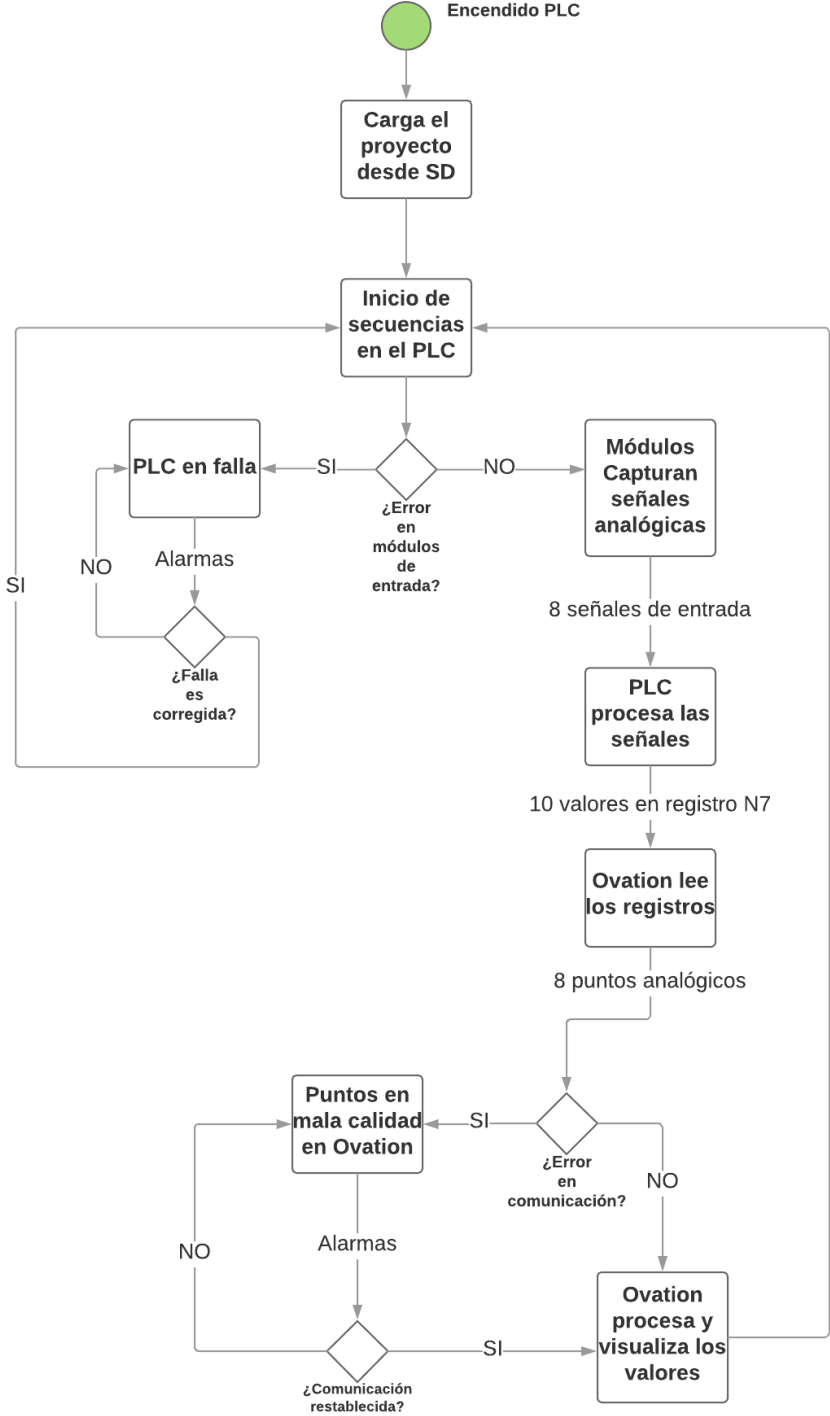 Encendido PLC
Carga el
proyecto
desde SD
Inicio de
secuencias
en el PLC
PLC en falla
SI
NO
¿Error
en
módulos
de
entrada?
Módulos
Capturan
señales
analógicas
Alarmas
NO
SI
¿Falla
es
corregida?
8 señales de entrada
PLC
procesa las
señales
10 valores en registro N7
Ovation lee
los registros
8 puntos analógicos
Puntos en
mala calidad
en Ovation
SI
¿Error
en
comunicación?
NO
Alarmas
NO
¿Comunicación
restablecida?
SI
Ovation
procesa y
visualiza los
valores